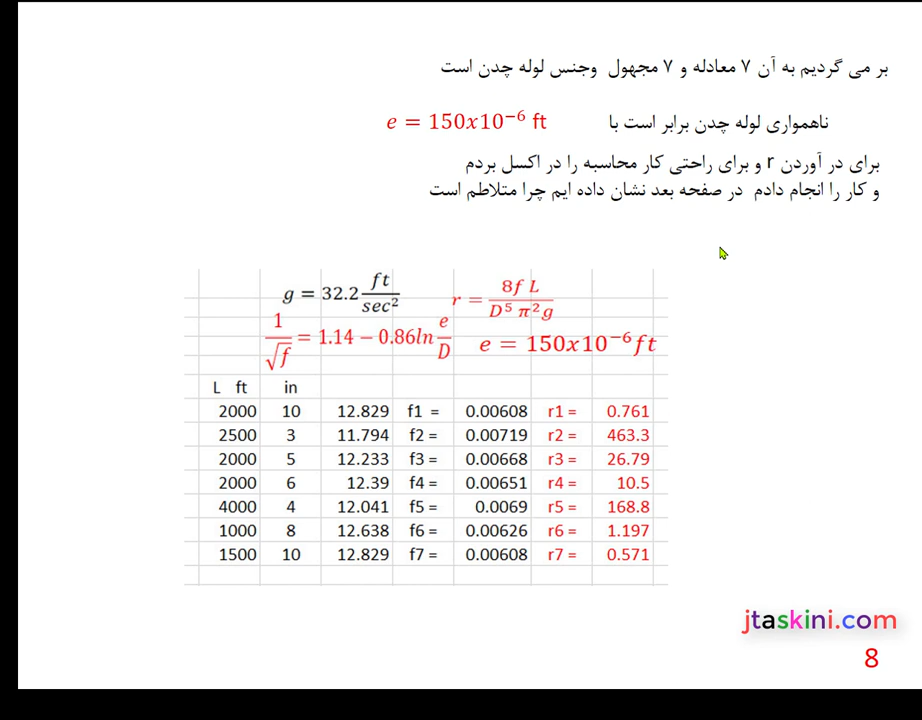 بر می گردیم به آن ۷ معادله و ۷ مجهول وجنس لوله چدن است
ناهمواری لوله چدن برابر است با e = 150x10⁻⁶ ft
برای در آوردن r و برای راحتی کار محاسبه را در اکسل بردم
و کار را انجام دادم در صفحه بعد نشان داده ایم چرا متلاطم است
g = 32.2 ft/sec² r = 8f L / D⁵ π² g
1/√f = 1.14 − 0.86ln e/D e = 150x10⁻⁶ft
L ft in
2000 10 12.829 f1 = 0.00608 r1 = 0.761
2500 3 11.794 f2 = 0.00719 r2 = 463.3
2000 5 12.233 f3 = 0.00668 r3 = 26.79
2000 6 12.39 f4 = 0.00651 r4 = 10.5
4000 4 12.041 f5 = 0.0069 r5 = 168.8
1000 8 12.638 f6 = 0.00626 r6 = 1.197
1500 10 12.829 f7 = 0.00608 r7 = 0.571
jtaskini.com
8